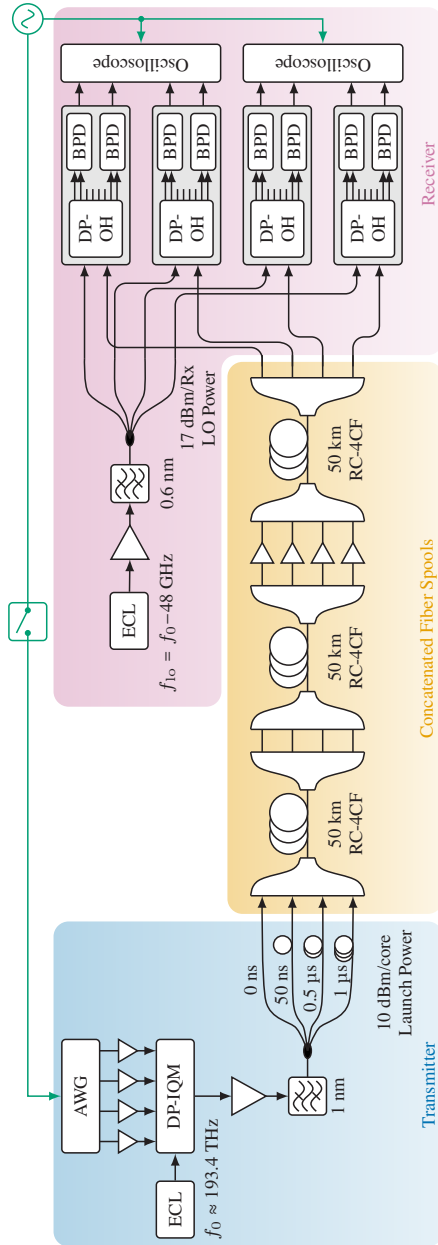 AWG
ECL
DP-IQM
f₀ ≈ 193.4 THz
1 nm
0 ns
50 ns
0.5 µs
1 µs
10 dBm/core
Launch Power
Transmitter
50 km
RC-4CF
50 km
RC-4CF
50 km
RC-4CF
Concatenated Fiber Spools
ECL
f₁ₒ = f₀−48 GHz
0.6 nm
17 dBm/Rx
LO Power
DP-
OH
BPD
BPD
DP-
OH
BPD
BPD
Oscilloscope
DP-
OH
BPD
BPD
DP-
OH
BPD
BPD
Oscilloscope
Receiver